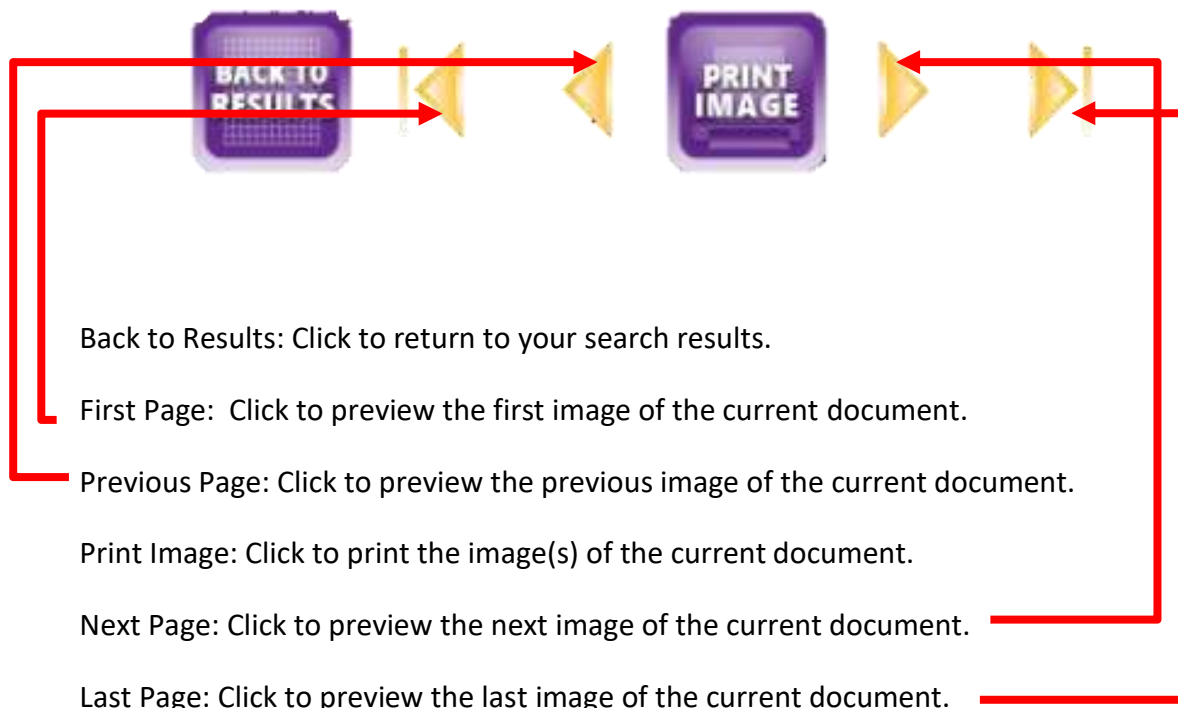 BACK TO
RESULTS
PRINT
IMAGE
Back to Results: Click to return to your search results.
First Page:  Click to preview the first image of the current document.
Previous Page: Click to preview the previous image of the current document.
Print Image: Click to print the image(s) of the current document.
Next Page: Click to preview the next image of the current document.
Last Page: Click to preview the last image of the current document.